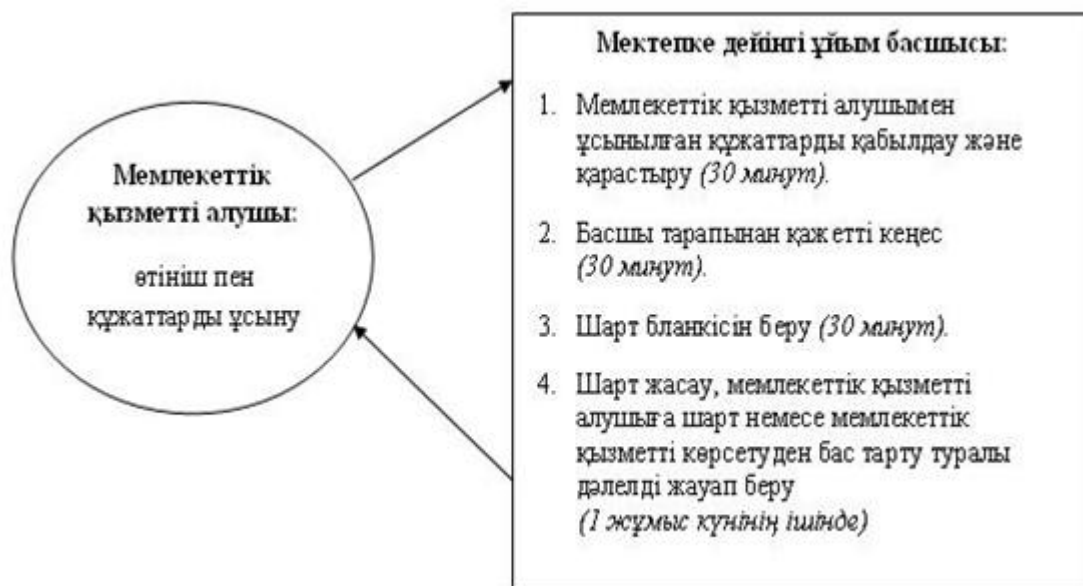 Мемлекеттік
қызметті алушы:
өтініш пен
құжаттарды ұсыну
Мектепке дейінгі ұйым басшысы:
1. Мемлекеттік қызметті алушымен
ұсынылған құжаттарды қабылдау және
қарастыру (30 минут).
2. Басшы тарапынан қажетті кеңес
(30 минут).
3. Шарт бланкісін беру (30 минут).
4. Шарт жасау, мемлекеттік қызметті
алушыға шарт немесе мемлекеттік
қызметті көрсетуден бас тарту туралы
дәлелді жауап беру
(1 жұмыс күнінің ішінде)